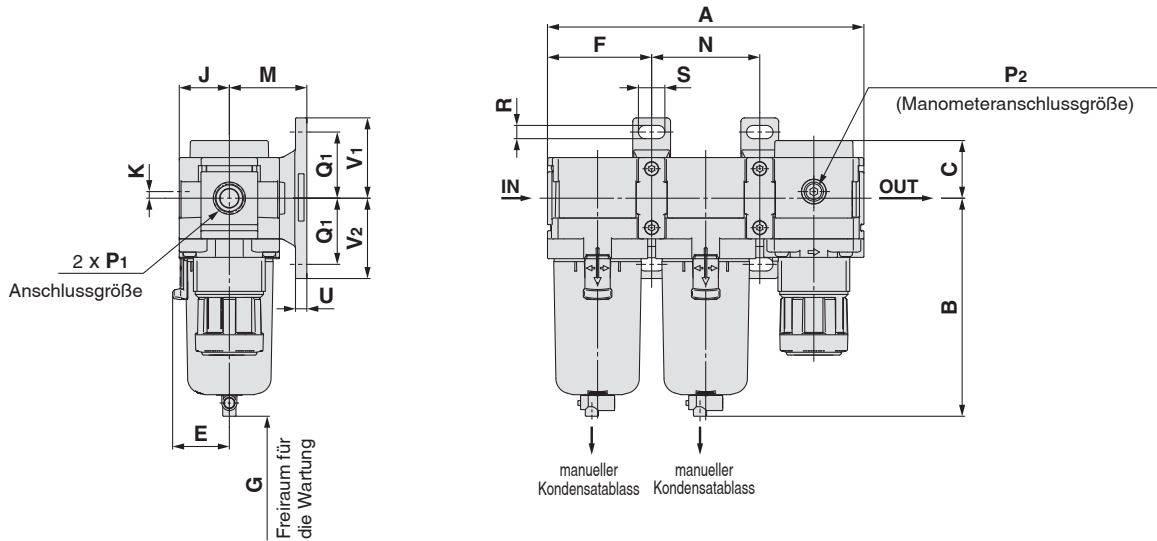 J
M
K
Q1
V1
Q1
V2
2 x P1
Anschlussgröße
U
E
G
Freiraum für
die Wartung
A
F
N
S
R
P2
(Manometeranschlussgröße)
C
IN
OUT
B
manueller
Kondensatablass
manueller
Kondensatablass